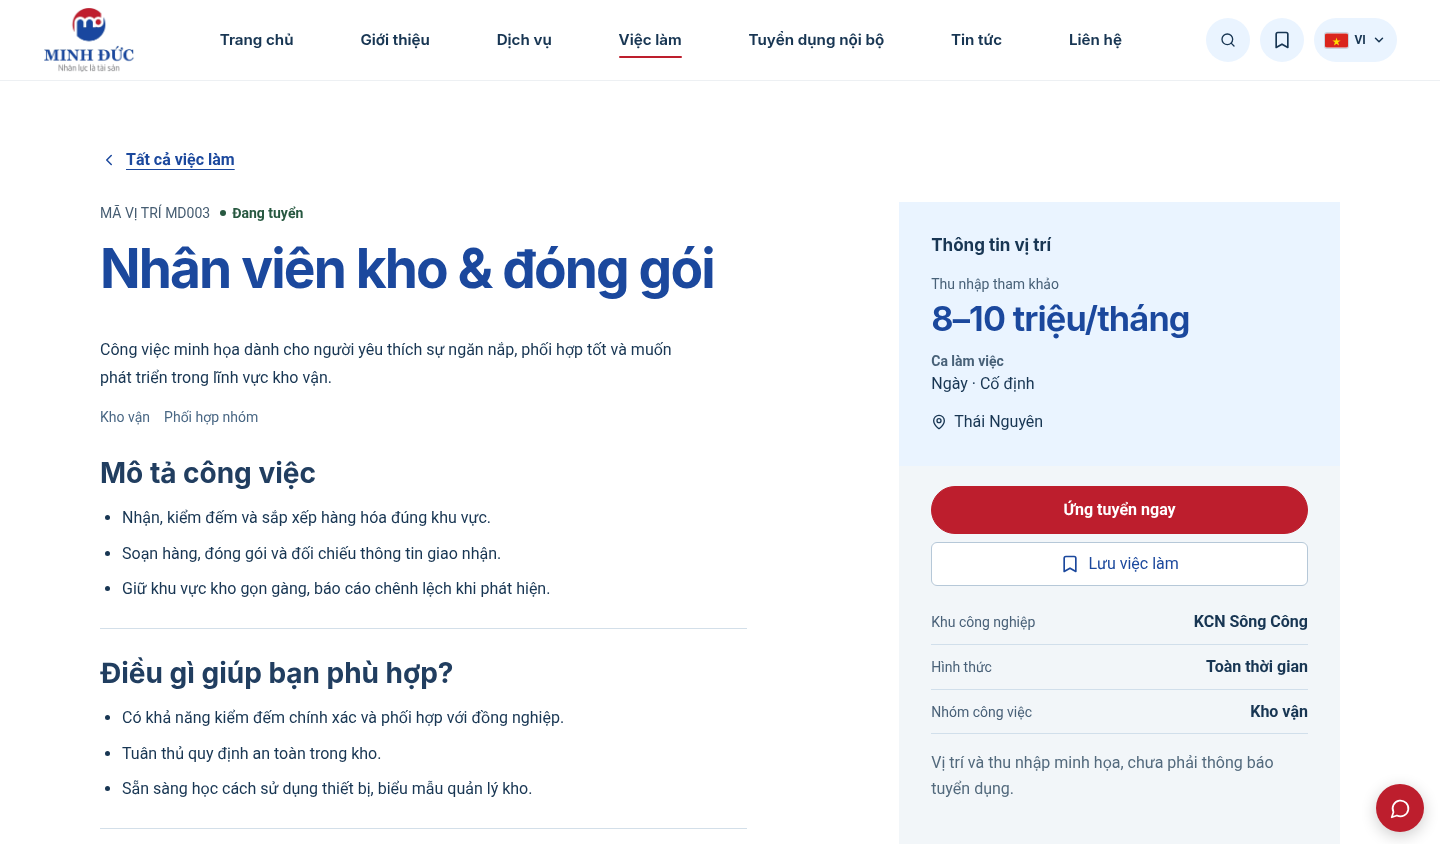 MINH ĐỨC
Nhân lực là tài sản
Trang chủ
Giới thiệu
Dịch vụ
Việc làm
Tuyển dụng nội bộ
Tin tức
Liên hệ
VI
Tất cả việc làm
MÃ VỊ TRÍ MD003
Đang tuyển
Nhân viên kho & đóng gói
Công việc minh họa dành cho người yêu thích sự ngăn nắp, phối hợp tốt và muốn
phát triển trong lĩnh vực kho vận.
Kho vận
Phối hợp nhóm
Mô tả công việc
• Nhận, kiểm đếm và sắp xếp hàng hóa đúng khu vực.
• Soạn hàng, đóng gói và đối chiếu thông tin giao nhận.
• Giữ khu vực kho gọn gàng, báo cáo chênh lệch khi phát hiện.
Điều gì giúp bạn phù hợp?
• Có khả năng kiểm đếm chính xác và phối hợp với đồng nghiệp.
• Tuân thủ quy định an toàn trong kho.
• Sẵn sàng học cách sử dụng thiết bị, biểu mẫu quản lý kho.
Thông tin vị trí
Thu nhập tham khảo
8–10 triệu/tháng
Ca làm việc
Ngày · Cố định
Thái Nguyên
Ứng tuyển ngay
Lưu việc làm
Khu công nghiệp
KCN Sông Công
Hình thức
Toàn thời gian
Nhóm công việc
Kho vận
Vị trí và thu nhập minh họa, chưa phải thông báo
tuyển dụng.